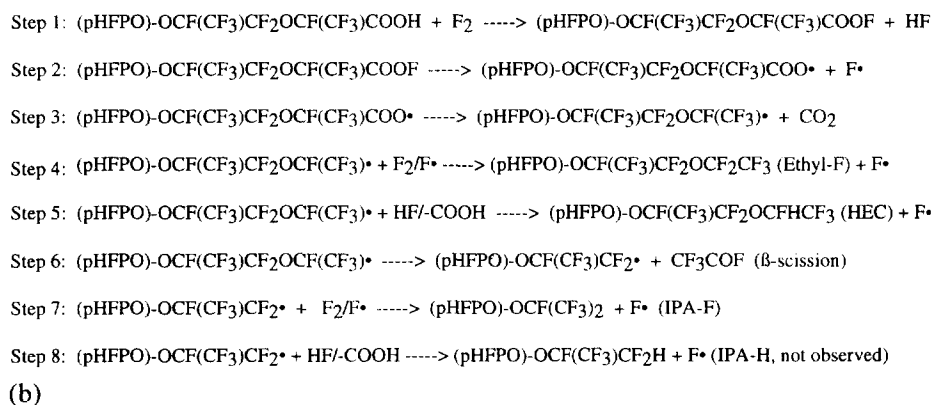 Step 1: (pHFPO)-OCF(CF3)CF2OCF(CF3)COOH + F2 -----> (pHFPO)-OCF(CF3)CF2OCF(CF3)COOF + HF
Step 2: (pHFPO)-OCF(CF3)CF2OCF(CF3)COOF -----> (pHFPO)-OCF(CF3)CF2OCF(CF3)COO• + F•
Step 3: (pHFPO)-OCF(CF3)CF2OCF(CF3)COO• -----> (pHFPO)-OCF(CF3)CF2OCF(CF3)• + CO2
Step 4: (pHFPO)-OCF(CF3)CF2OCF(CF3)• + F2/F• -----> (pHFPO)-OCF(CF3)CF2OCF2CF3 (Ethyl-F) + F•
Step 5: (pHFPO)-OCF(CF3)CF2OCF(CF3)• + HF/-COOH -----> (pHFPO)-OCF(CF3)CF2OCFHCF3 (HEC) + F•
Step 6: (pHFPO)-OCF(CF3)CF2OCF(CF3)• -----> (pHFPO)-OCF(CF3)CF2• + CF3COF (ß-scission)
Step 7: (pHFPO)-OCF(CF3)CF2• + F2/F• -----> (pHFPO)-OCF(CF3)2 + F• (IPA-F)
Step 8: (pHFPO)-OCF(CF3)CF2• + HF/-COOH -----> (pHFPO)-OCF(CF3)CF2H + F• (IPA-H, not observed)
(b)